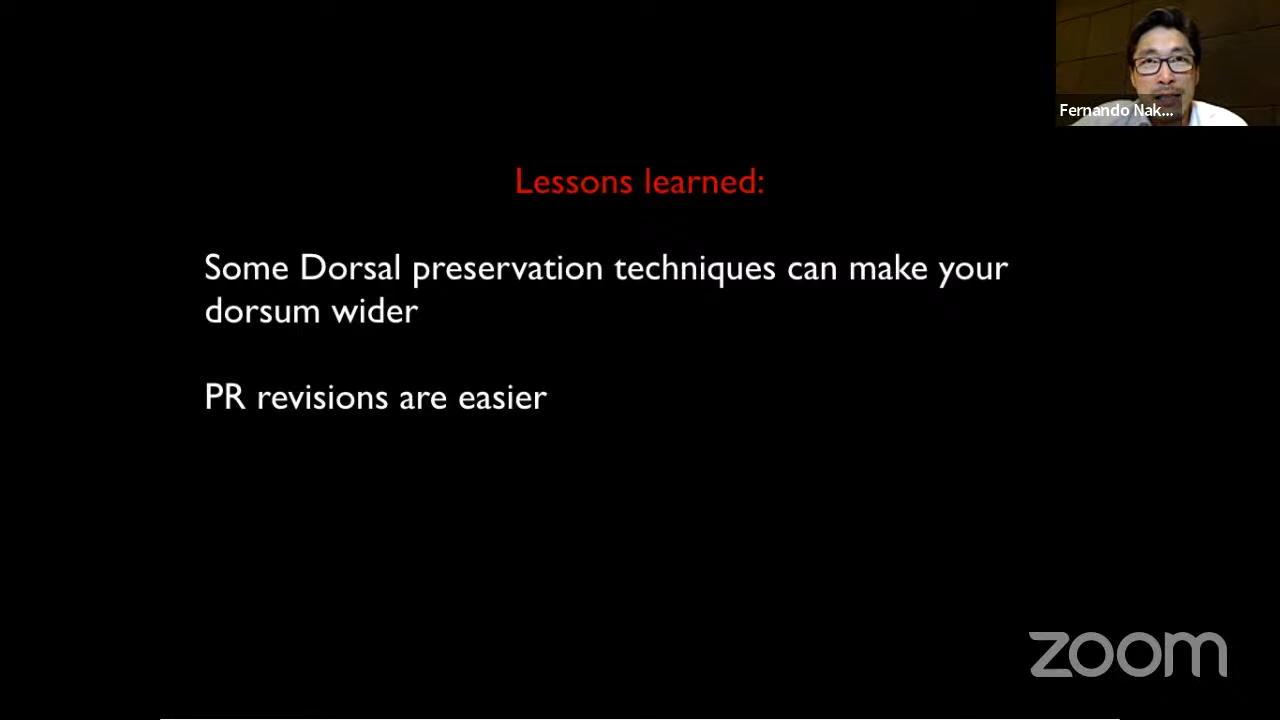 Fernando Nak...
Lessons learned:
Some Dorsal preservation techniques can make your
dorsum wider
PR revisions are easier
zoom